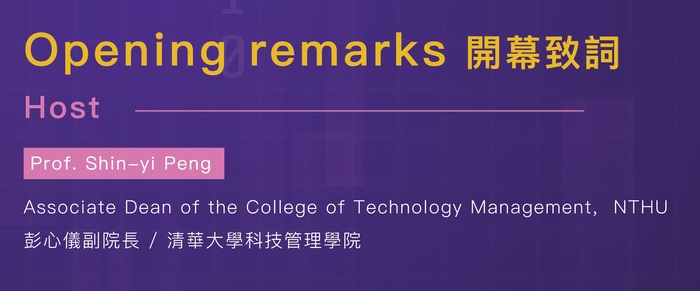 Opening remarks 開幕致詞
Host
Prof. Shin-yi Peng
Associate Dean of the College of Technology Management, NTHU
彭心儀副院長 / 清華大學科技管理學院